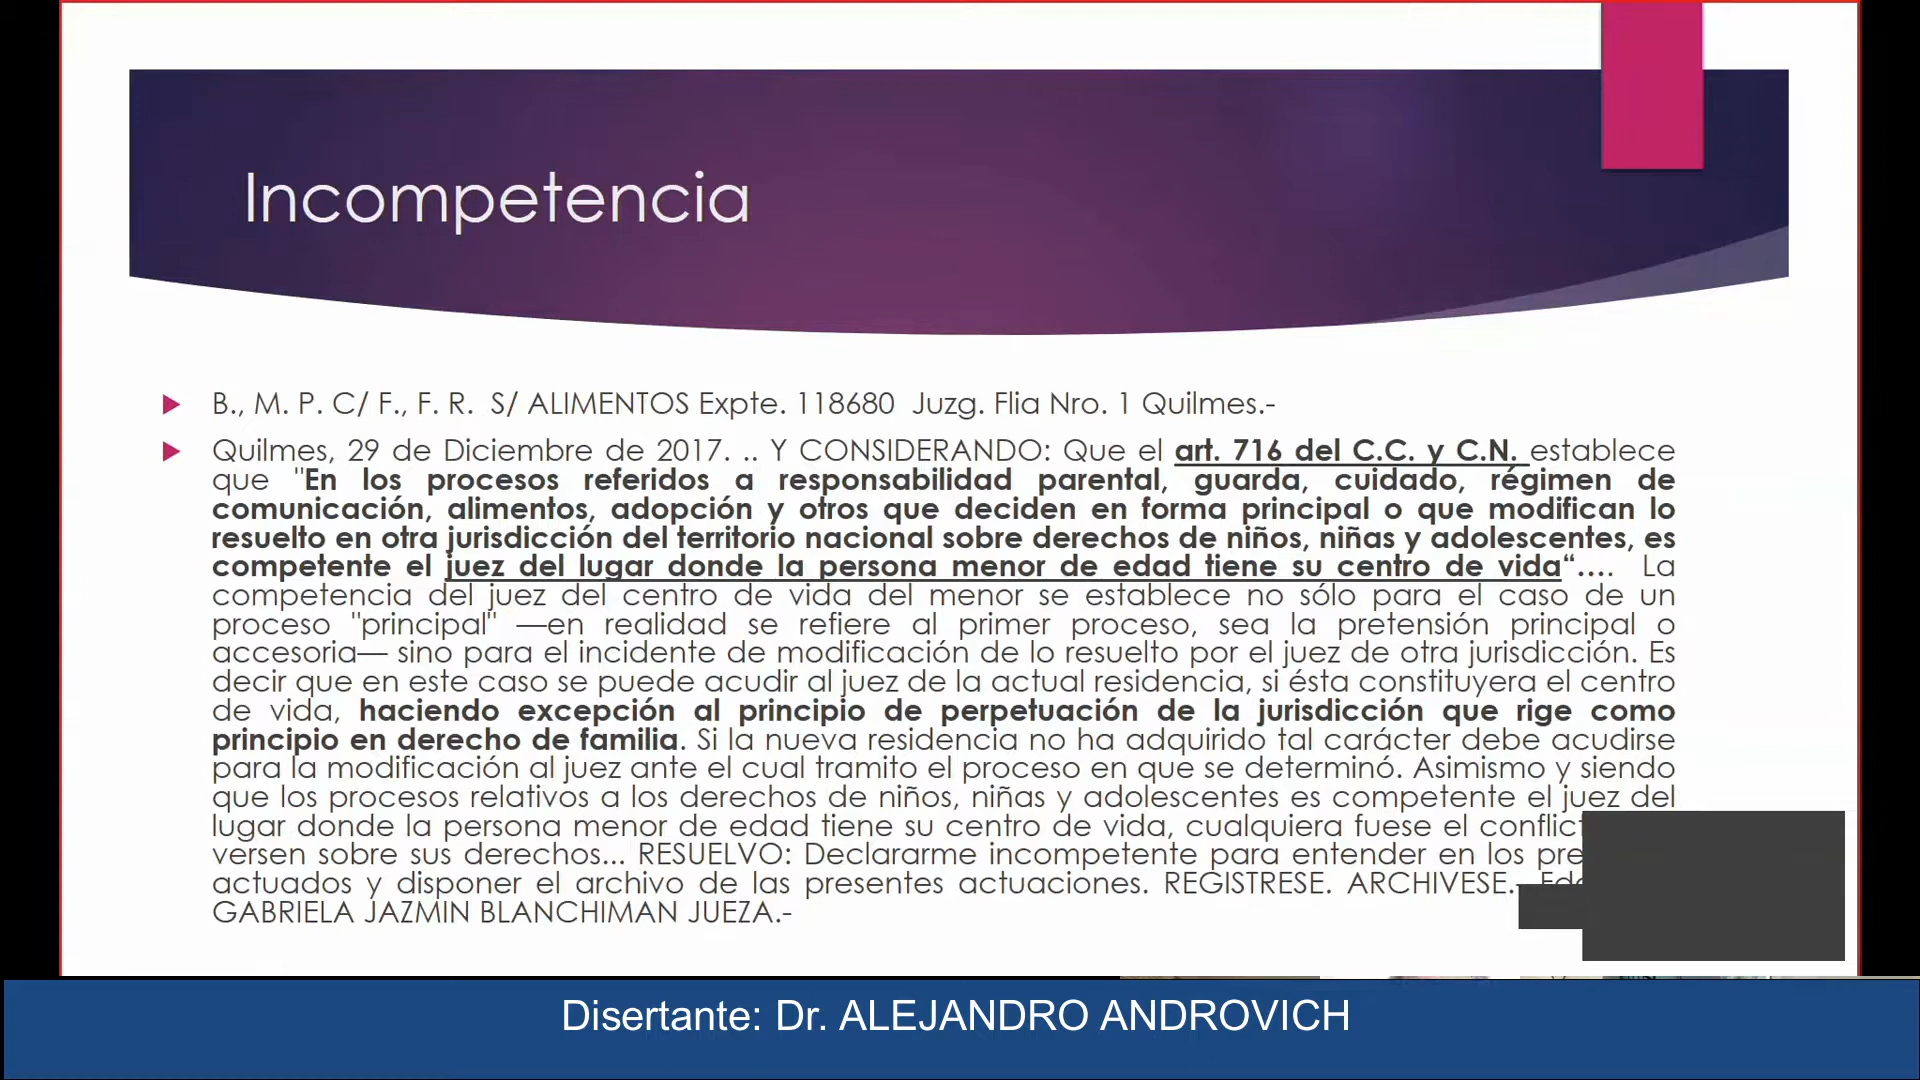 Incompetencia
B., M. P. C/ F., F. R.  S/ ALIMENTOS Expte. 118680  Juzg. Flia Nro. 1 Quilmes.-
Quilmes, 29 de Diciembre de 2017. .. Y CONSIDERANDO: Que el art. 716 del C.C. y C.N. establece
que "En los procesos referidos a responsabilidad parental, guarda, cuidado, régimen de
comunicación, alimentos, adopción y otros que deciden en forma principal o que modifican lo
resuelto en otra jurisdicción del territorio nacional sobre derechos de niños, niñas y adolescentes, es
competente el juez del lugar donde la persona menor de edad tiene su centro de vida“.... La
competencia del juez del centro de vida del menor se establece no sólo para el caso de un
proceso "principal" —en realidad se refiere al primer proceso, sea la pretensión principal o
accesoria— sino para el incidente de modificación de lo resuelto por el juez de otra jurisdicción. Es
decir que en este caso se puede acudir al juez de la actual residencia, si ésta constituyera el centro
de vida, haciendo excepción al principio de perpetuación de la jurisdicción que rige como
principio en derecho de familia. Si la nueva residencia no ha adquirido tal carácter debe acudirse
para la modificación al juez ante el cual tramito el proceso en que se determinó. Asimismo y siendo
que los procesos relativos a los derechos de niños, niñas y adolescentes es competente el juez del
lugar donde la persona menor de edad tiene su centro de vida, cualquiera fuese el
versen sobre sus derechos... RESUELVO: Declararme incompetente para entender en los
actuados y disponer el archivo de las presentes actuaciones. REGISTRESE. ARCHIVESE.-
GABRIELA JAZMIN BLANCHIMAN JUEZA.-
Disertante: Dr. ALEJANDRO ANDROVICH